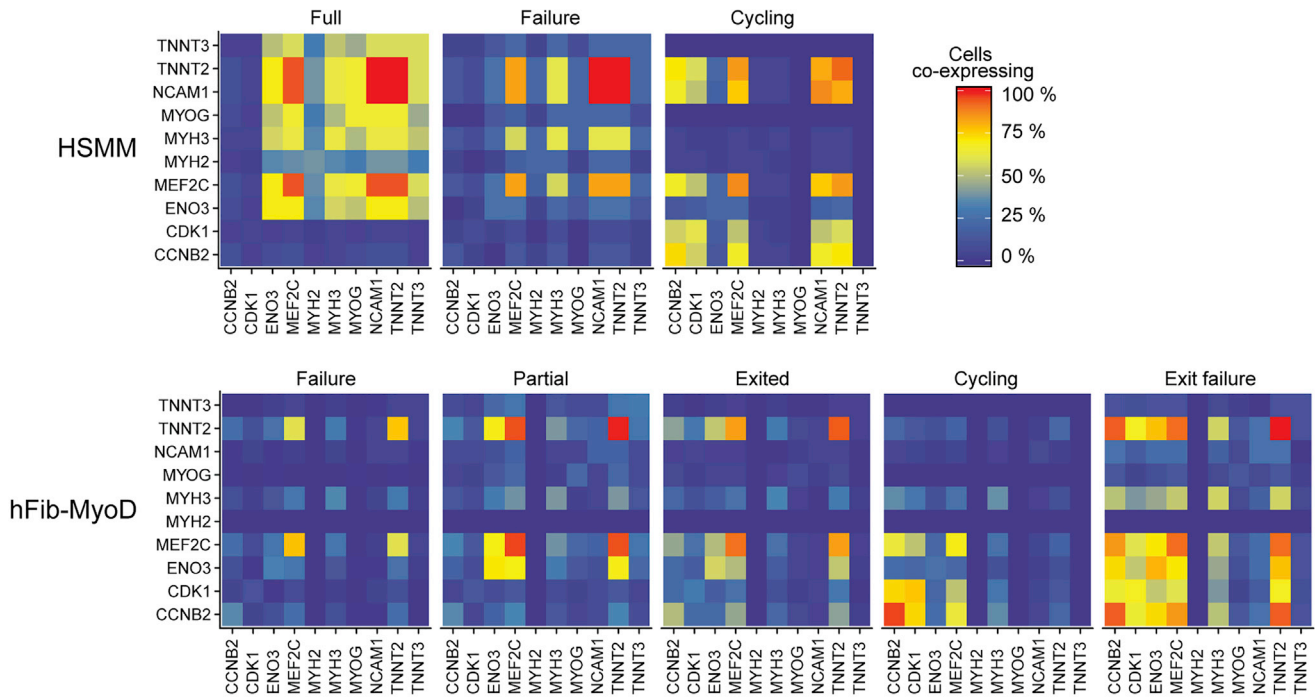 Full
Failure
Cycling
HSMM
TNNT3
TNNT2
NCAM1
MYOG
MYH3
MYH2
MEF2C
ENO3
CDK1
CCNB2
CCNB2
CDK1
ENO3
MEF2C
MYH2
MYH3
MYOG
NCAM1
TNNT2
TNNT3
CCNB2
CDK1
ENO3
MEF2C
MYH2
MYH3
MYOG
NCAM1
TNNT2
TNNT3
CCNB2
CDK1
ENO3
MEF2C
MYH2
MYH3
MYOG
NCAM1
TNNT2
TNNT3
Cells
co-expressing
100 %
75 %
50 %
25 %
0 %
Failure
Partial
Exited
Cycling
Exit failure
hFib-MyoD
TNNT3
TNNT2
NCAM1
MYOG
MYH3
MYH2
MEF2C
ENO3
CDK1
CCNB2
CCNB2
CDK1
ENO3
MEF2C
MYH2
MYH3
MYOG
NCAM1
TNNT2
TNNT3
CCNB2
CDK1
ENO3
MEF2C
MYH2
MYH3
MYOG
NCAM1
TNNT2
TNNT3
CCNB2
CDK1
ENO3
MEF2C
MYH2
MYH3
MYOG
NCAM1
TNNT2
TNNT3
CCNB2
CDK1
ENO3
MEF2C
MYH2
MYH3
MYOG
NCAM1
TNNT2
TNNT3
CCNB2
CDK1
ENO3
MEF2C
MYH2
MYH3
MYOG
NCAM1
TNNT2
TNNT3